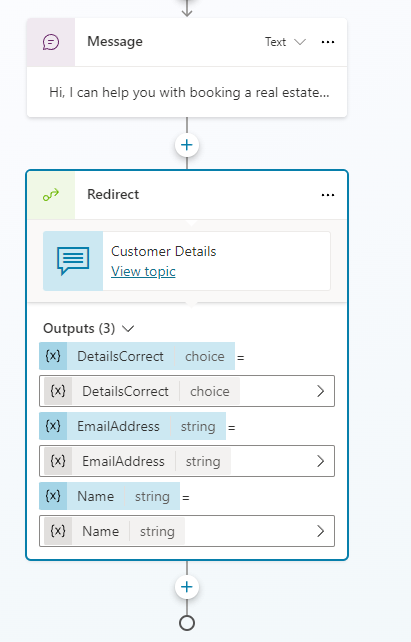 Message Text
Hi, I can help you with booking a real estate...
Redirect
Customer Details
View topic
Outputs (3)
{x} DetailsCorrect choice =
{x} DetailsCorrect choice
{x} EmailAddress string =
{x} EmailAddress string
{x} Name string =
{x} Name string